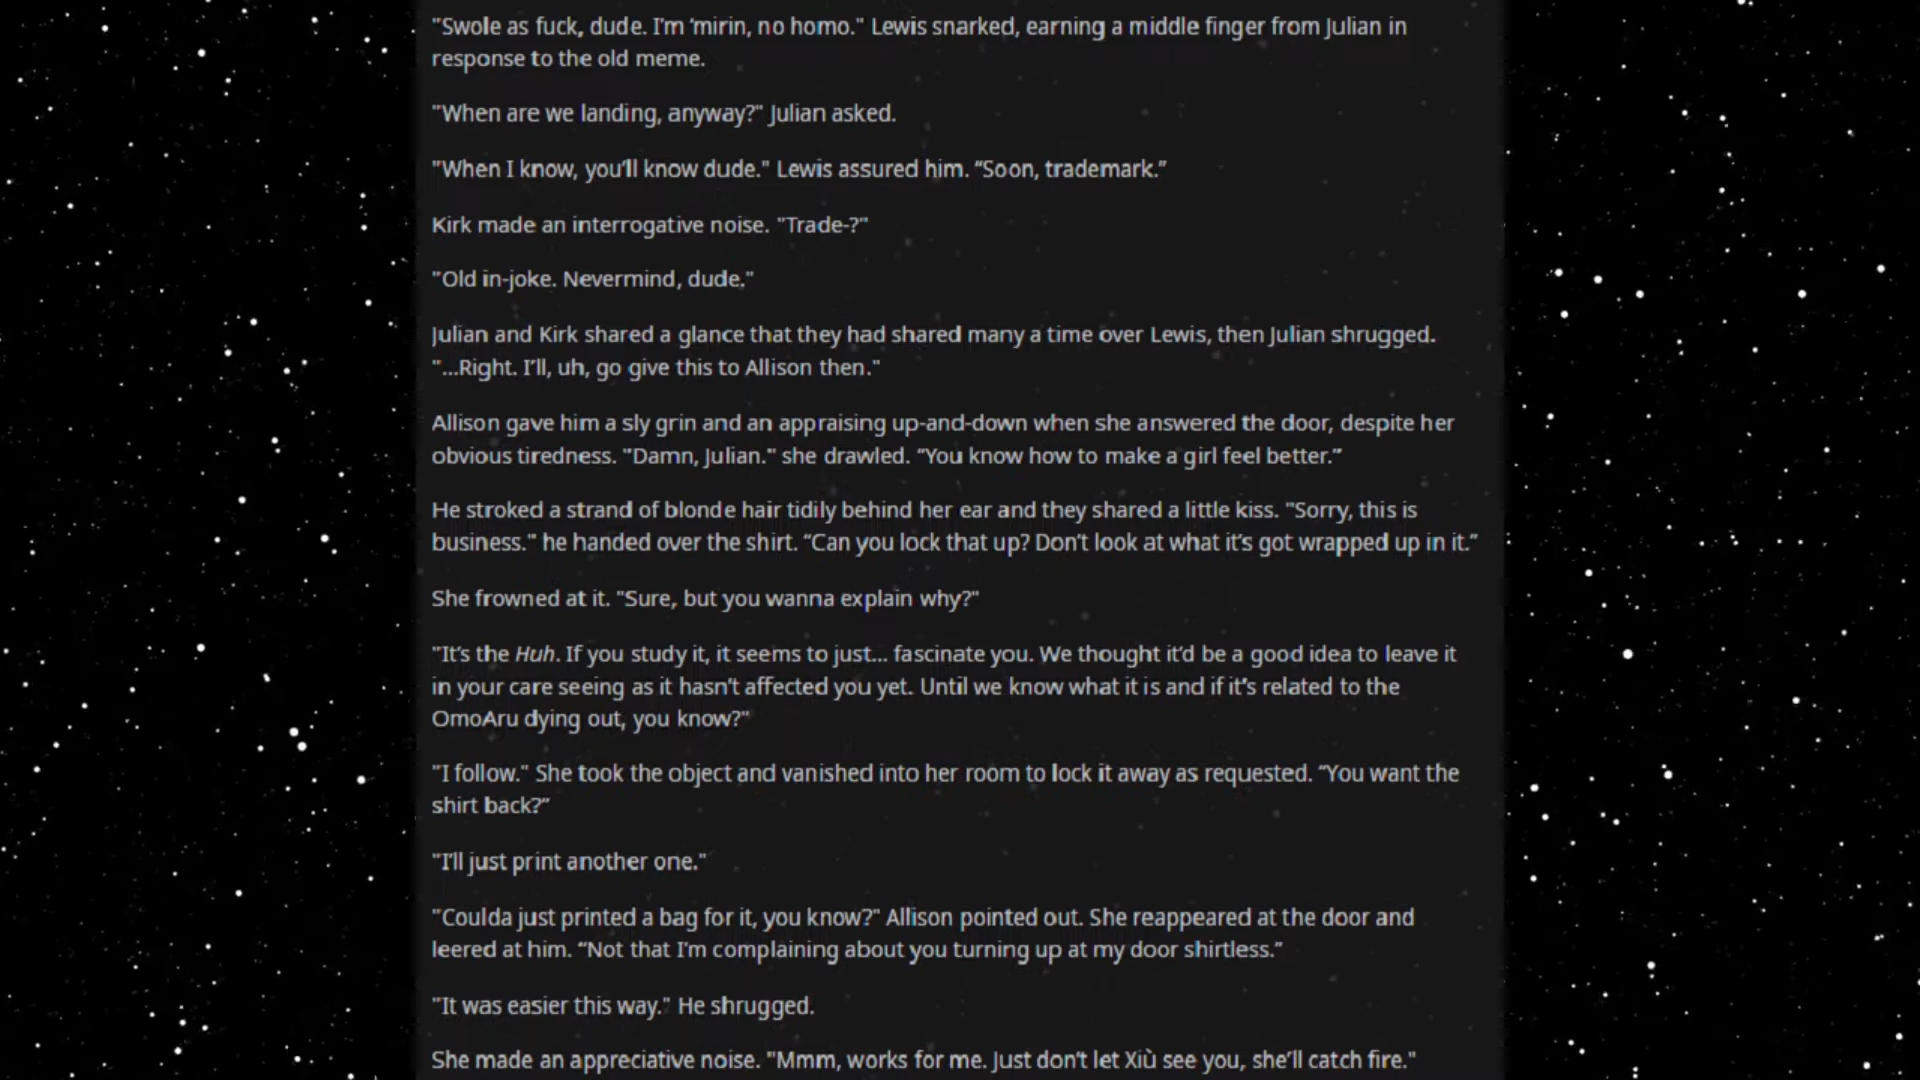 "Swole as fuck, dude. I'm ‘mirin, no homo." Lewis snarked, earning a middle finger from Julian in
response to the old meme.
"When are we landing, anyway?" Julian asked.
"When I know, you’ll know dude." Lewis assured him. “Soon, trademark.”
Kirk made an interrogative noise. "Trade-?"
"Old in-joke. Nevermind, dude."
Julian and Kirk shared a glance that they had shared many a time over Lewis, then Julian shrugged.
"...Right. I’ll, uh, go give this to Allison then."
Allison gave him a sly grin and an appraising up-and-down when she answered the door, despite her
obvious tiredness. "Damn, Julian." she drawled. “You know how to make a girl feel better.”
He stroked a strand of blonde hair tidily behind her ear and they shared a little kiss. "Sorry, this is
business." he handed over the shirt. “Can you lock that up? Don’t look at what it’s got wrapped up in it.”
She frowned at it. "Sure, but you wanna explain why?"
"It’s the Huh. If you study it, it seems to just... fascinate you. We thought it’d be a good idea to leave it
in your care seeing as it hasn’t affected you yet. Until we know what it is and if it’s related to the
OmoAru dying out, you know?"
"I follow." She took the object and vanished into her room to lock it away as requested. “You want the
shirt back?”
"I’ll just print another one."
"Coulda just printed a bag for it, you know?" Allison pointed out. She reappeared at the door and
leered at him. “Not that I’m complaining about you turning up at my door shirtless.”
"It was easier this way." He shrugged.
She made an appreciative noise. "Mmm, works for me. Just don’t let Xiù see you, she’ll catch fire."